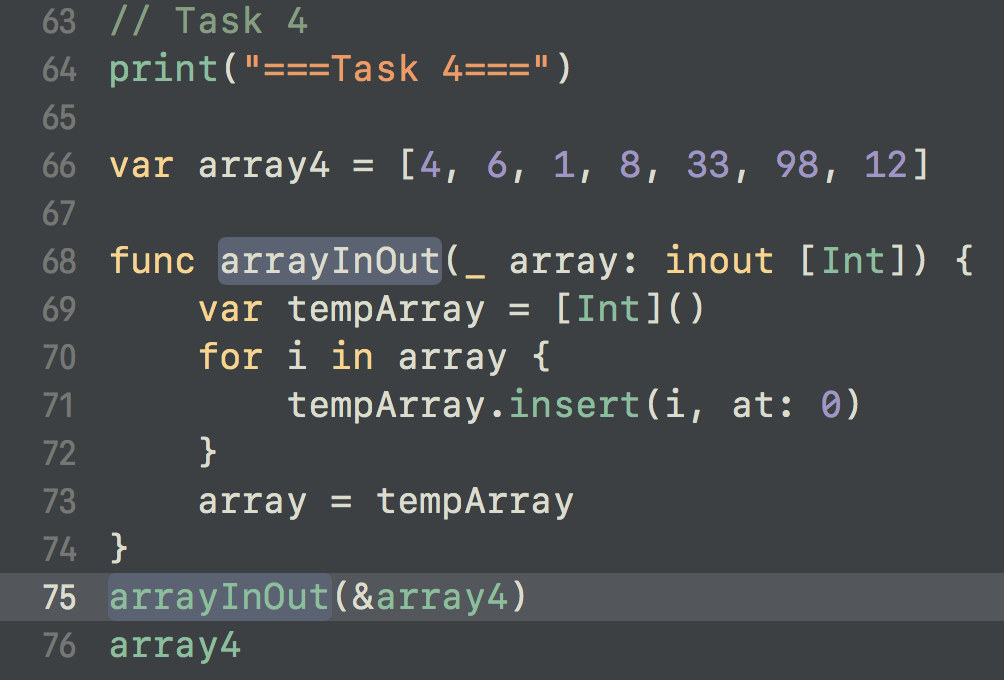 63 // Task 4
64 print("===Task 4===")
65
66 var array4 = [4, 6, 1, 8, 33, 98, 12]
67
68 func arrayInOut(_ array: inout [Int]) {
69     var tempArray = [Int]()
70     for i in array {
71         tempArray.insert(i, at: 0)
72     }
73     array = tempArray
74 }
75 arrayInOut(&array4)
76 array4